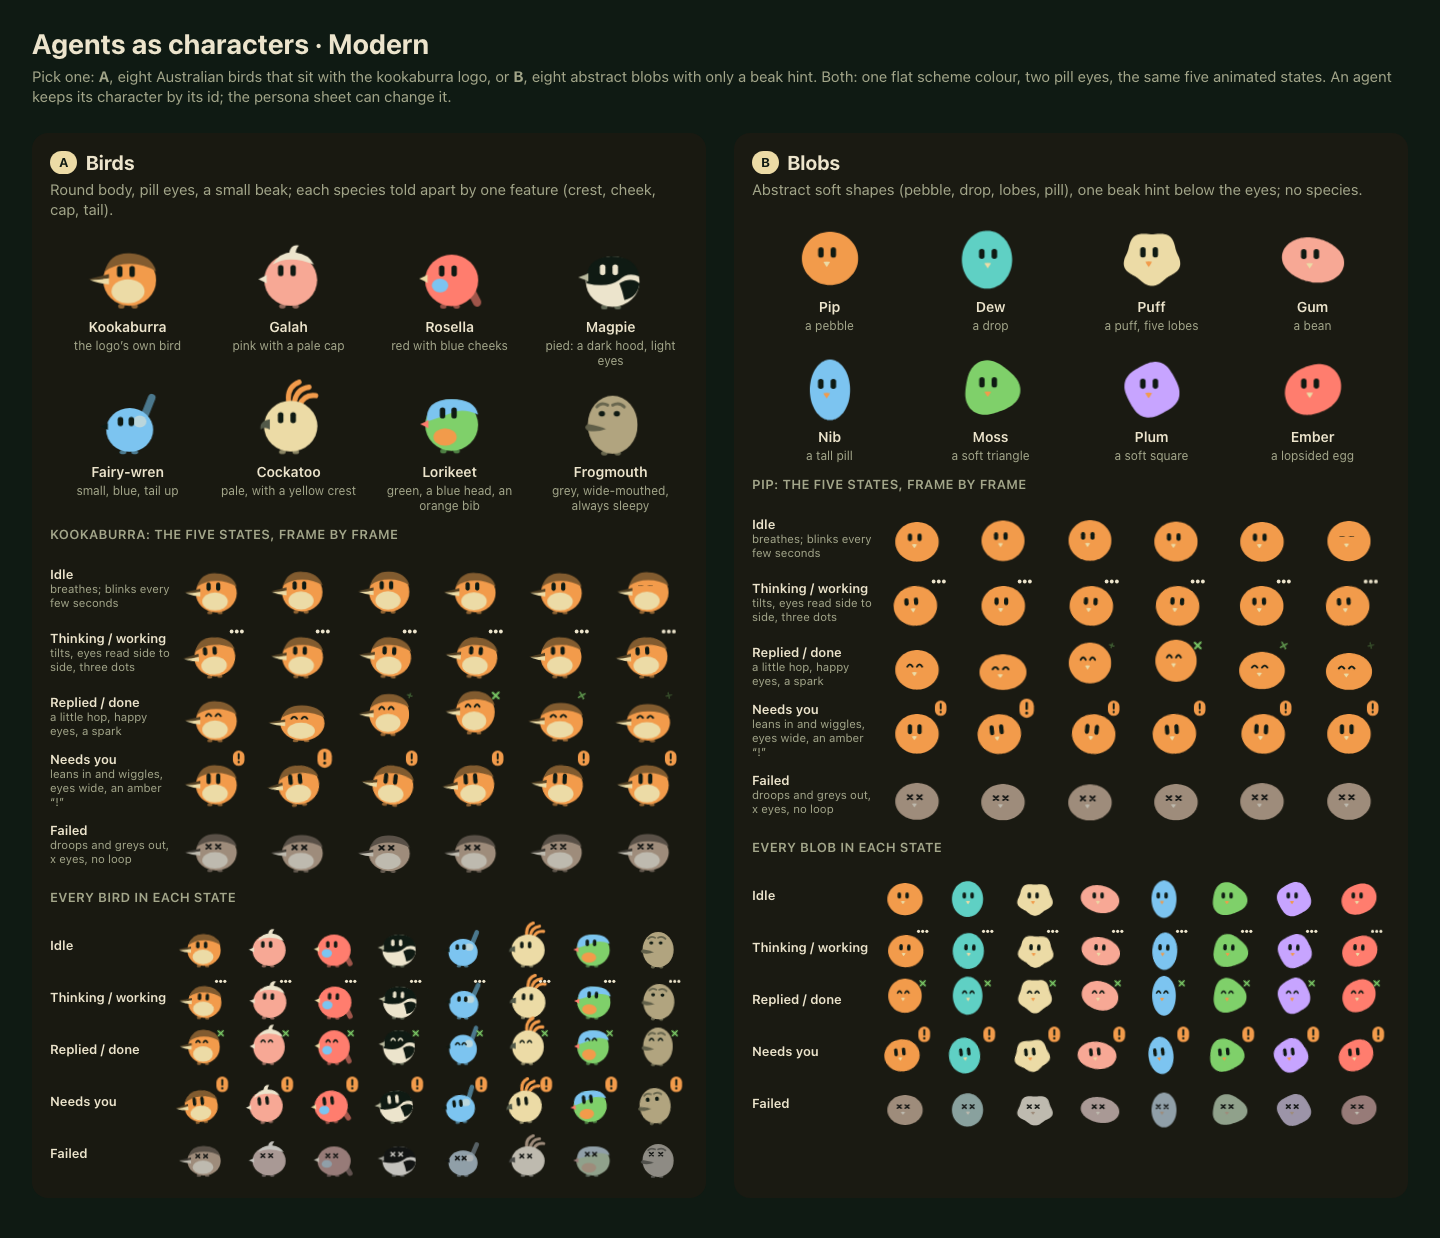 Agents as characters · Modern
Pick one: A, eight Australian birds that sit with the kookaburra logo, or B, eight abstract blobs with only a beak hint. Both: one flat scheme colour, two pill eyes, the same five animated states. An agent
keeps its character by its id; the persona sheet can change it.
A Birds
Round body, pill eyes, a small beak; each species told apart by one feature (crest, cheek,
cap, tail).
Kookaburra
the logo's own bird
Galah
pink with a pale cap
Rosella
red with blue cheeks
Magpie
pied: a dark hood, light
eyes
Fairy-wren
small, blue, tail up
Cockatoo
pale, with a yellow crest
Lorikeet
green, a blue head, an
orange bib
Frogmouth
grey, wide-mouthed,
always sleepy
KOOKABURRA: THE FIVE STATES, FRAME BY FRAME
Idle
breathes; blinks every
few seconds
Thinking / working
tilts, eyes read side to
side, three dots
Replied / done
a little hop, happy
eyes, a spark
Needs you
leans in and wiggles,
eyes wide, an amber
“!”
Failed
droops and greys out,
x eyes, no loop
EVERY BIRD IN EACH STATE
Idle
Thinking / working
Replied / done
Needs you
Failed
B Blobs
Abstract soft shapes (pebble, drop, lobes, pill), one beak hint below the eyes; no species.
Pip
a pebble
Dew
a drop
Puff
a puff, five lobes
Gum
a bean
Nib
a tall pill
Moss
a soft triangle
Plum
a soft square
Ember
a lopsided egg
PIP: THE FIVE STATES, FRAME BY FRAME
Idle
breathes; blinks every
few seconds
Thinking / working
tilts, eyes read side to
side, three dots
Replied / done
a little hop, happy
eyes, a spark
Needs you
leans in and wiggles,
eyes wide, an amber
“!”
Failed
droops and greys out,
x eyes, no loop
EVERY BLOB IN EACH STATE
Idle
Thinking / working
Replied / done
Needs you
Failed